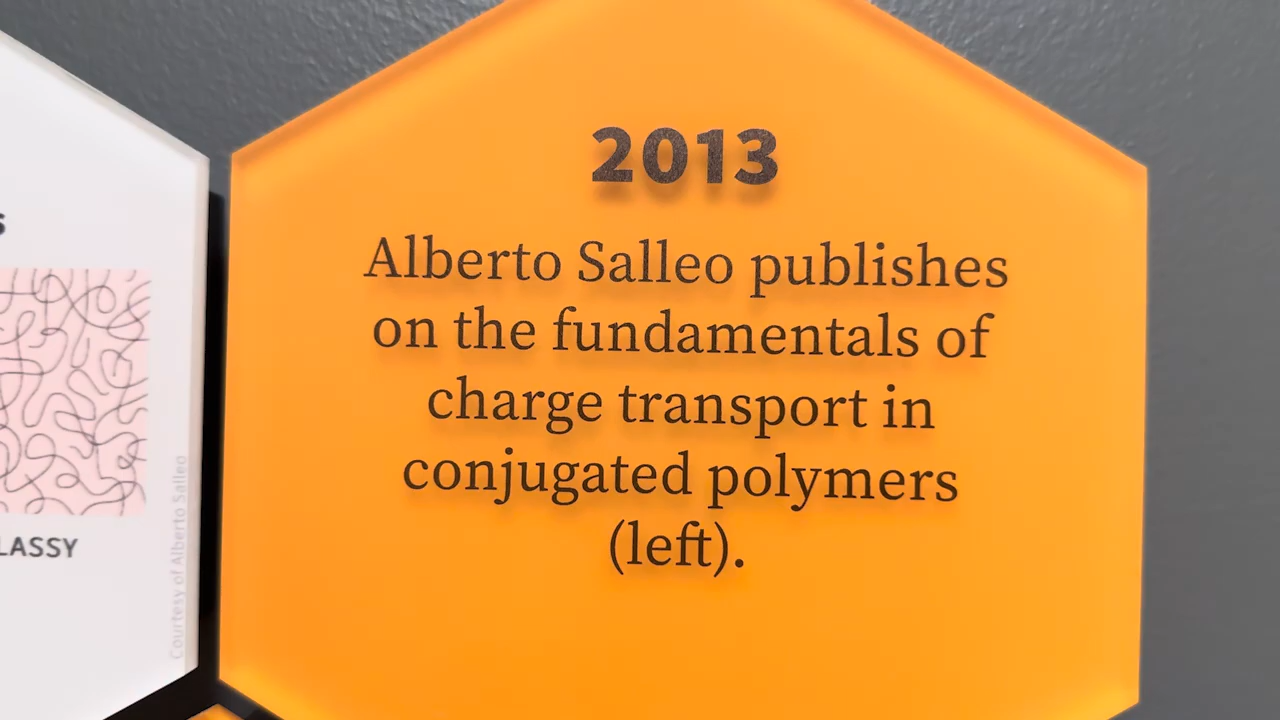 2013
Alberto Salleo publishes
on the fundamentals of
charge transport in
conjugated polymers
(left).
S
LASSY
Courtesy of Alberto Salleo